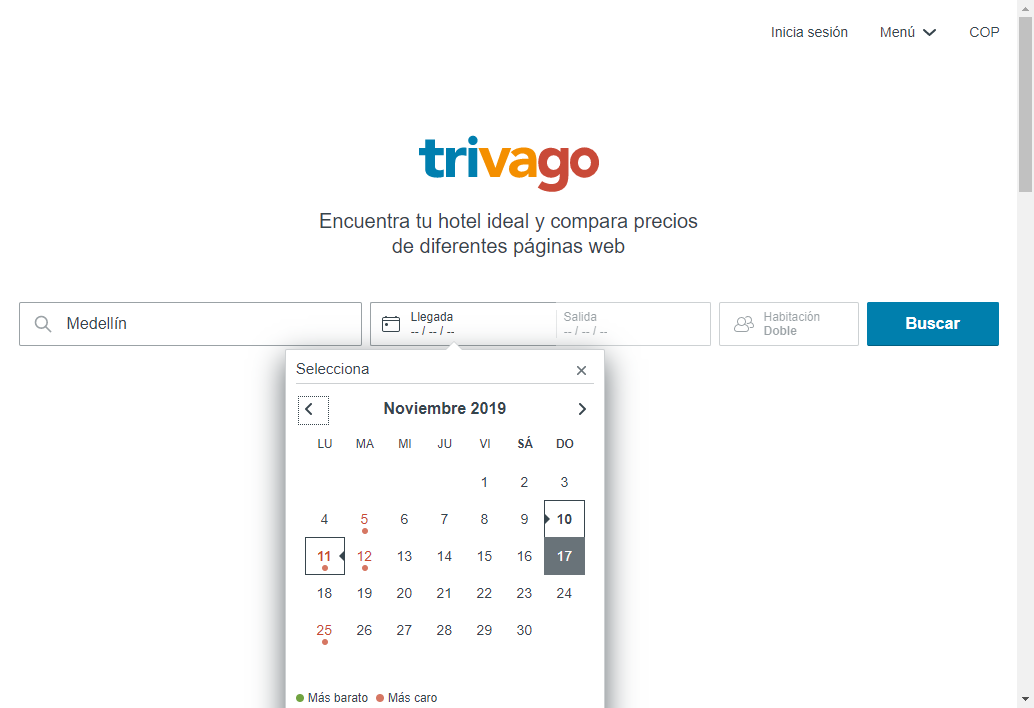 Inicia sesión Menú COP
trivago
Encuentra tu hotel ideal y compara precios
de diferentes páginas web
Medellín
Llegada
-- / -- / --
Salida
-- / -- / --
Habitación
Doble
Buscar
Selecciona
Noviembre 2019
LU MA MI JU VI SÁ DO
1 2 3
4 5 6 7 8 9 10
11 12 13 14 15 16 17
18 19 20 21 22 23 24
25 26 27 28 29 30
Más barato Más caro